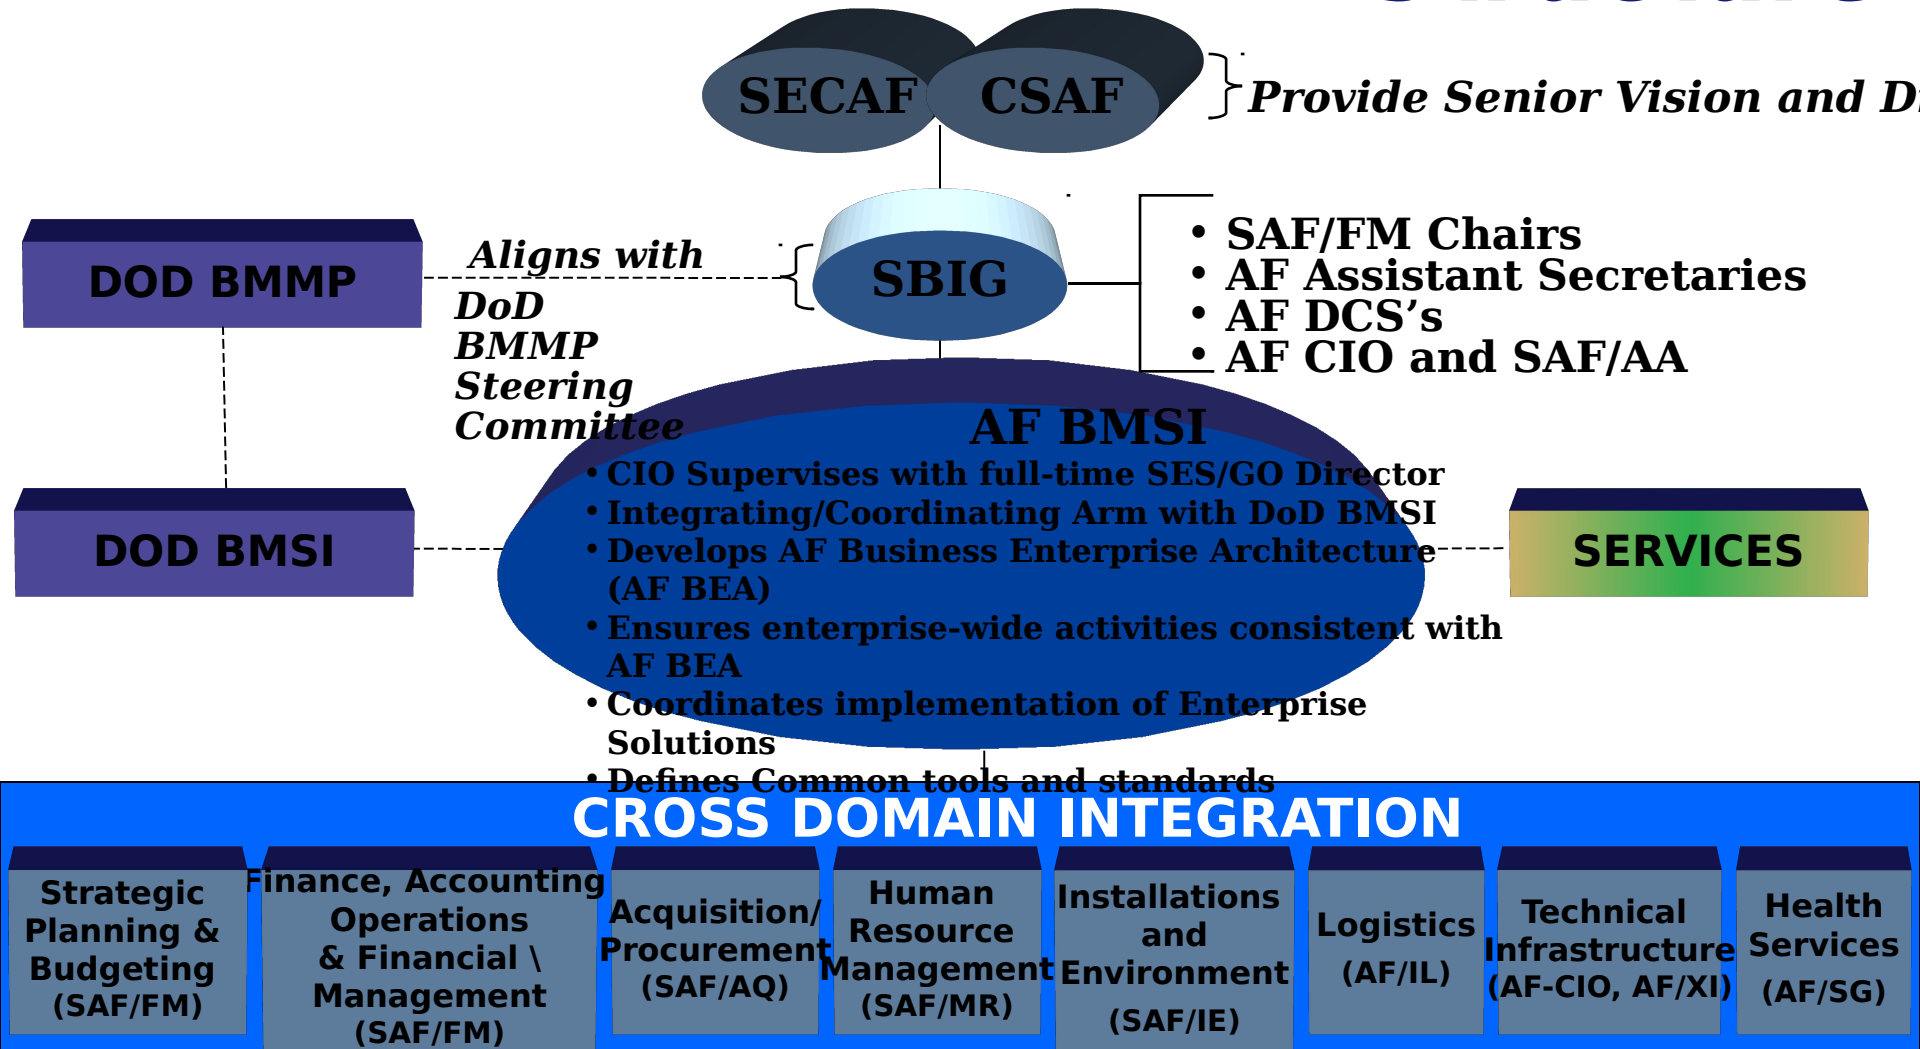 SECAF
CSAF
Provide Senior Vision and
DOD BMMP
Aligns with
DoD
BMMP
Steering
Committee
SBIG
• SAF/FM Chairs
• AF Assistant Secretaries
• AF DCS’s
• AF CIO and SAF/AA
AF BMSI
• CIO Supervises with full-time SES/GO Director
• Integrating/Coordinating Arm with DoD BMSI
• Develops AF Business Enterprise Architecture
(AF BEA)
• Ensures enterprise-wide activities consistent with
AF BEA
• Coordinates implementation of Enterprise
Solutions
• Defines Common tools and standards
DOD BMSI
SERVICES
CROSS DOMAIN INTEGRATION
Strategic
Planning &
Budgeting
(SAF/FM)
Finance, Accounting
Operations
& Financial \
Management
(SAF/FM)
Acquisition/
Procurement
(SAF/AQ)
Human
Resource
Management
(SAF/MR)
Installations
and
Environment
(SAF/IE)
Logistics
(AF/IL)
Technical
Infrastructure
(AF-CIO, AF/XI)
Health
Services
(AF/SG)